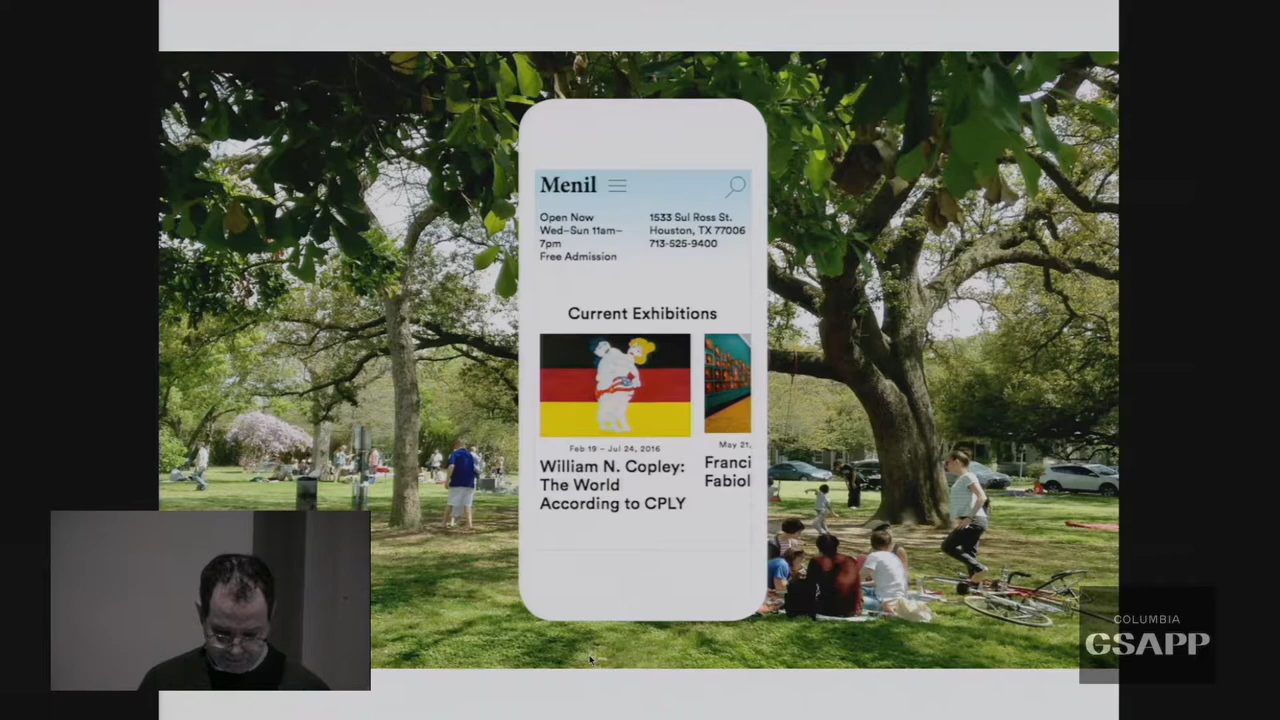 Menil
Open Now
Wed–Sun 11am–
7pm
Free Admission
1533 Sul Ross St.
Houston, TX 77006
713-525-9400
Current Exhibitions
Feb 19 – Jul 24, 2016
William N. Copley:
The World
According to CPLY
May 21,
Franci
Fabiol
COLUMBIA
GSAPP